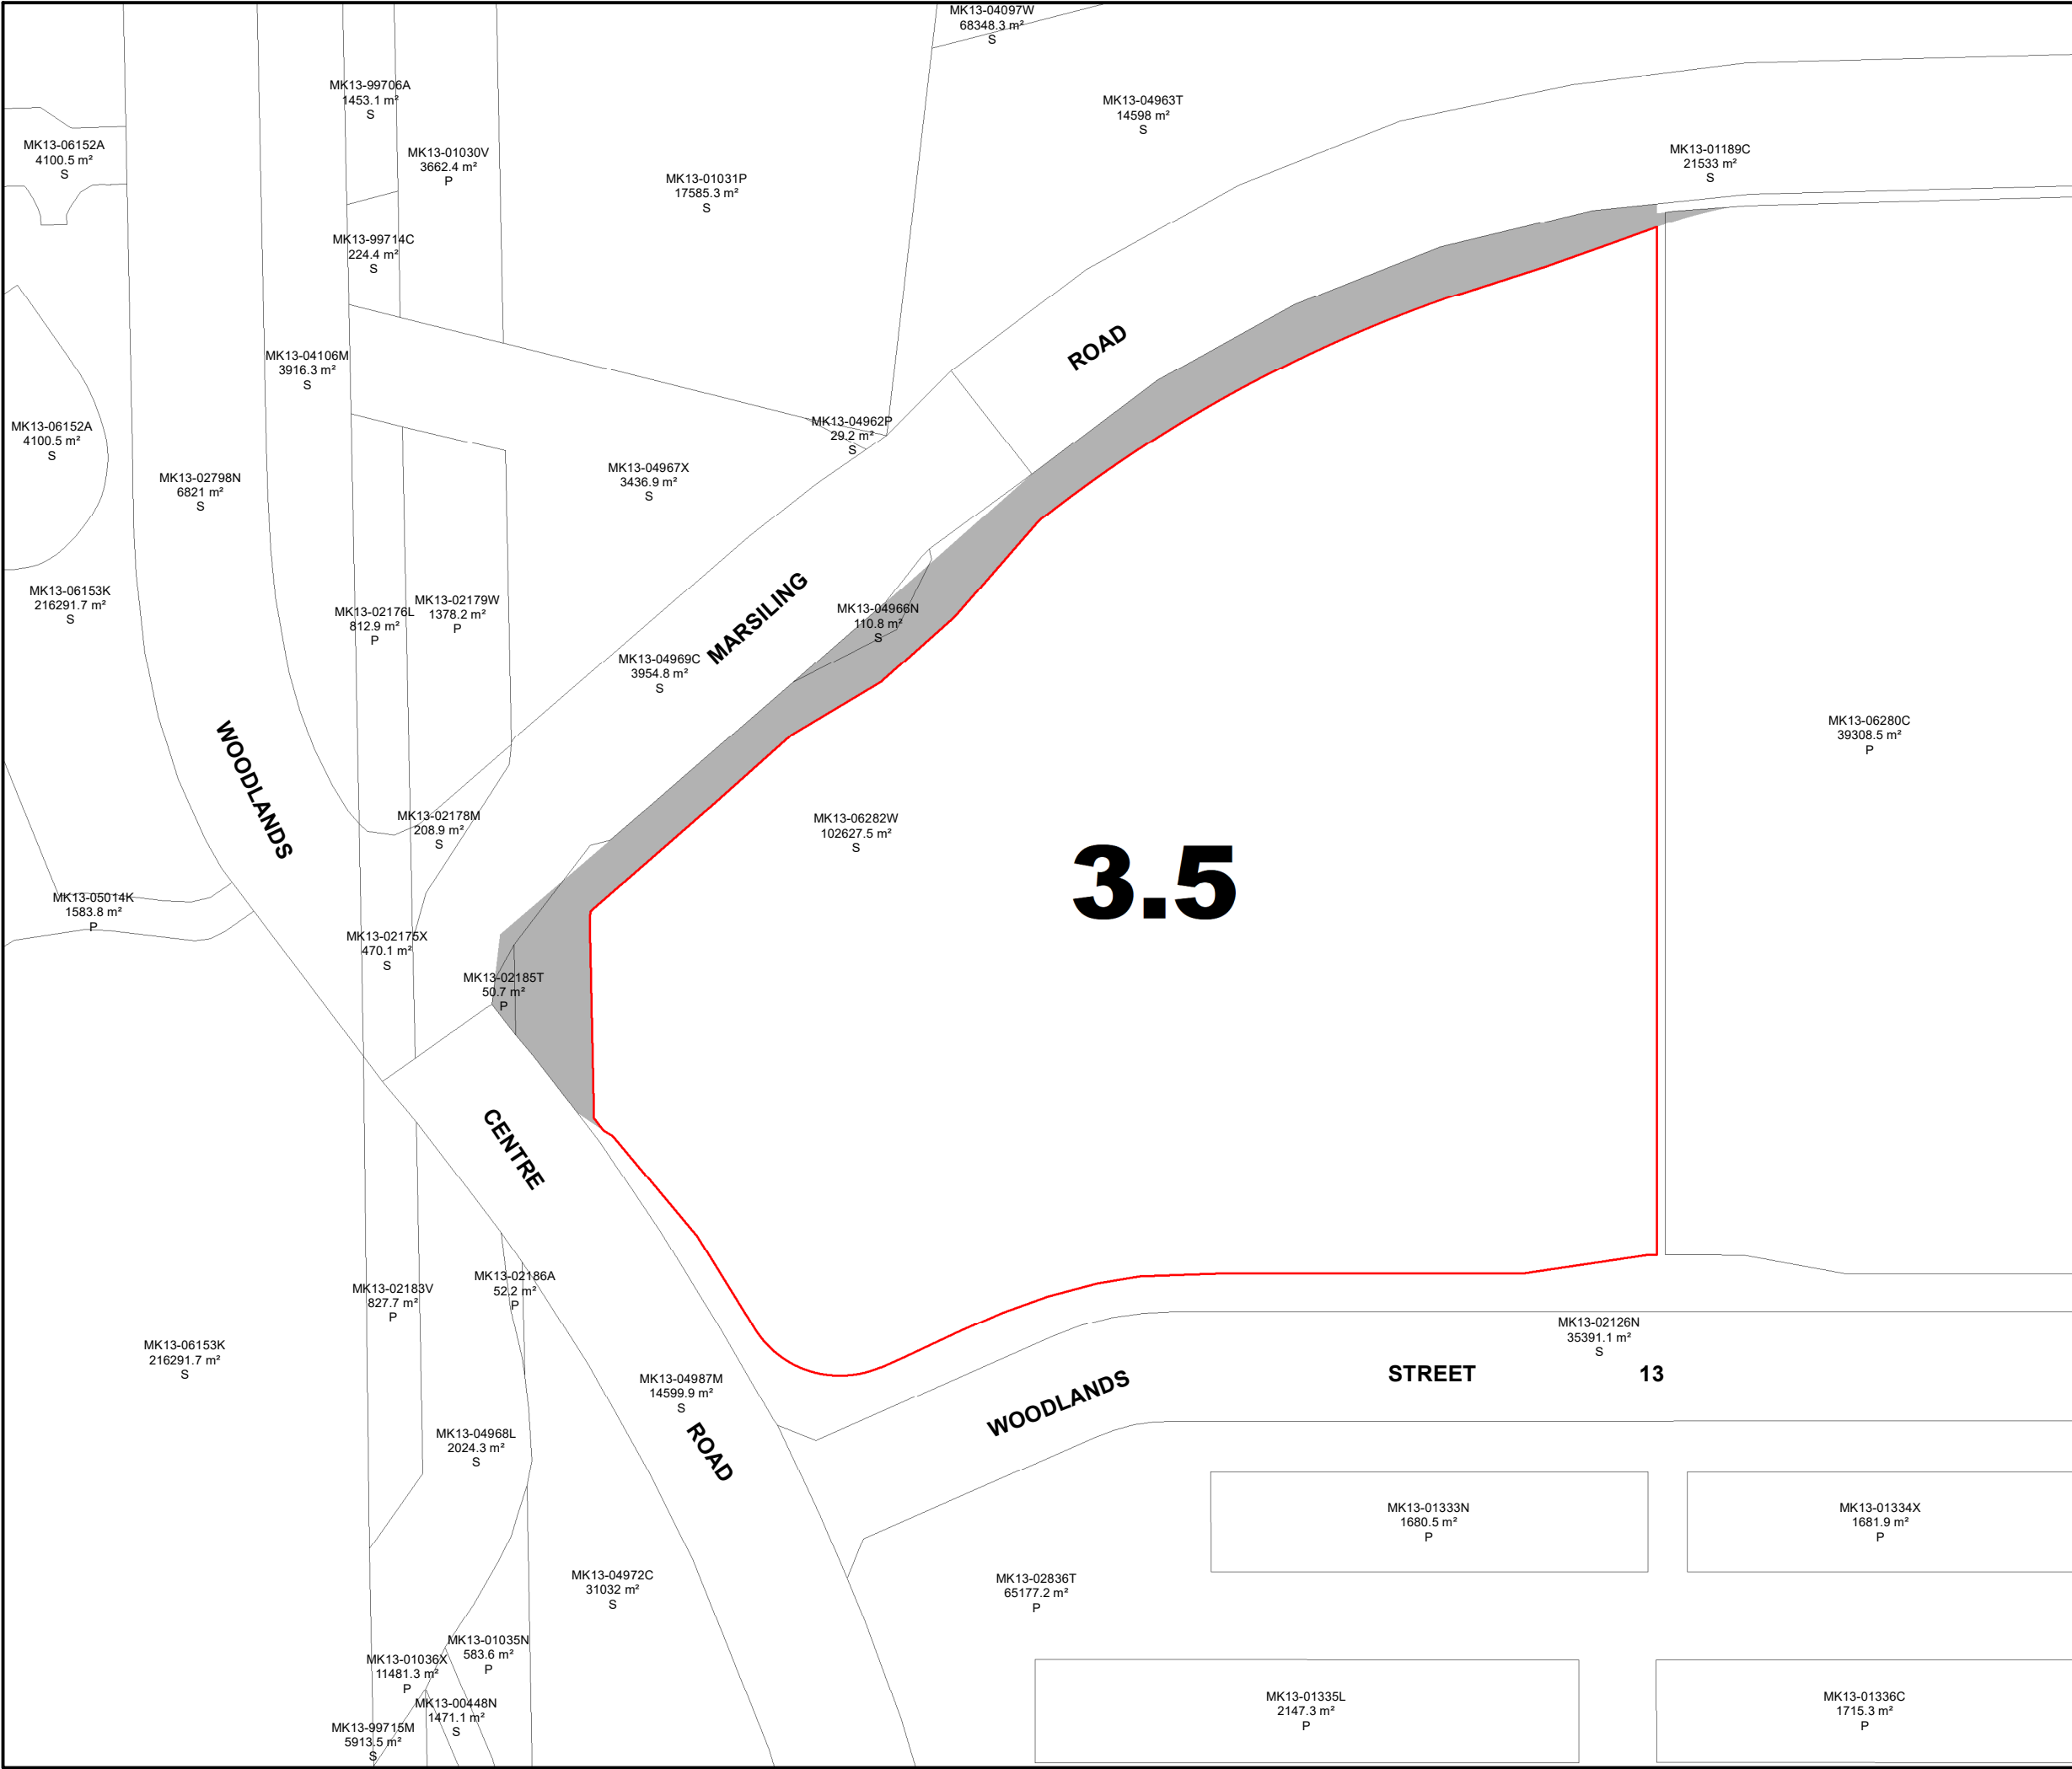 MK13-04097W
68348.3 m²
S
MK13-99706A
1453.1 m²
S
MK13-04963T
14598 m²
S
MK13-06152A
4100.5 m²
S
MK13-01030V
3662.4 m²
P
MK13-01031P
17585.3 m²
S
MK13-01189C
21533 m²
S
MK13-99714C
224.4 m²
S
ROAD
MK13-04106M
3916.3 m²
S
MK13-06152A
4100.5 m²
S
MK13-04962P
29.2 m²
S
MK13-02798N
6821 m²
S
MK13-04967X
3436.9 m²
S
MK13-06153K
216291.7 m²
S
MK13-02176L
812.9 m²
P
MK13-02179W
1378.2 m²
P
MARSILING
MK13-04966N
110.8 m²
S
MK13-04969C
3954.8 m²
S
MK13-06280C
39308.5 m²
P
WOODLANDS
MK13-02178M
208.9 m²
S
MK13-06282W
102627.5 m²
S
3.5
MK13-05014K
1583.8 m²
P
MK13-02175X
470.1 m²
S
MK13-02185T
50.7 m²
P
CENTRE
MK13-02183V
827.7 m²
P
MK13-02186A
52.2 m²
P
MK13-06153K
216291.7 m²
S
MK13-04987M
14599.9 m²
S
MK13-02126N
35391.1 m²
S
WOODLANDS
STREET 13
ROAD
MK13-04968L
2024.3 m²
S
MK13-01333N
1680.5 m²
P
MK13-01334X
1681.9 m²
P
MK13-04972C
31032 m²
S
MK13-02836T
65177.2 m²
P
MK13-01035N
583.6 m²
P
MK13-01036X
11481.3 m²
P
MK13-00448N
1471.1 m²
S
MK13-99715M
5913.5 m²
S
MK13-01335L
2147.3 m²
P
MK13-01336C
1715.3 m²
P